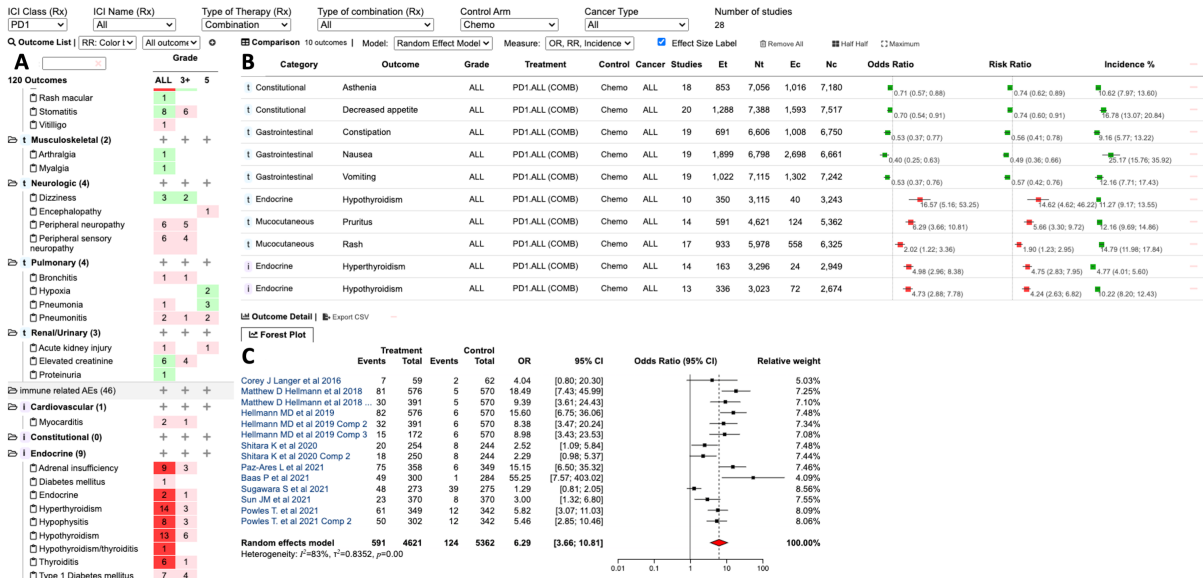 ICI Class (Rx) ICI Name (Rx) Type of Therapy (Rx) Type of combination (Rx) Control Arm Cancer Type Number of studies
PD1 All Combination All Chemo All 28
Outcome List | RR: Color All outcome
A
Grade
120 Outcomes ALL 3+ 5
Rash macular 1
Stomatitis 8 6
Vitilligo 1
t Musculoskeletal (2) + + +
Arthralgia 1
Myalgia 1
t Neurologic (4) + + +
Dizziness 3 2
Encephalopathy 1
Peripheral neuropathy 6 5
Peripheral sensory 6 4
neuropathy
t Pulmonary (4) + + +
Bronchitis 1 1
Hypoxia 2
Pneumonia 1 3
Pneumonitis 2 1 2
t Renal/Urinary (3) + + +
Acute kidney injury 1 1
Elevated creatinine 6 4
Proteinuria 1
immune related AEs (46)
i Cardiovascular (1) + + +
Myocarditis 2 1
i Constitutional (0) + + +
i Endocrine (9) + + +
Adrenal insufficiency 9 3
Diabetes mellitus 1
Endocrine 2 1
Hyperthyroidism 14 3
Hypophysitis 8 3
Hypothyroidism 13 6
Hypothyroidism/thyroiditis 1
Thyroiditis 6 1
Type 1 Diabetes mellitus 7 4
Comparison 10 outcomes | Model: Random Effect Model Measure: OR, RR, Incidence Effect Size Label Remove All Half Half Maximum
B
Category Outcome Grade Treatment Control Cancer Studies Et Nt Ec Nc Odds Ratio Risk Ratio Incidence %
t Constitutional Asthenia ALL PD1.ALL (COMB) Chemo ALL 18 853 7,056 1,016 7,180 0.71 (0.57; 0.88) 0.74 (0.62; 0.89) 10.62 (7.97; 13.60)
t Constitutional Decreased appetite ALL PD1.ALL (COMB) Chemo ALL 20 1,288 7,388 1,593 7,517 0.70 (0.54; 0.91) 0.74 (0.60; 0.91) 16.78 (13.07; 20.84)
t Gastrointestinal Constipation ALL PD1.ALL (COMB) Chemo ALL 19 691 6,606 1,008 6,750 0.53 (0.37; 0.77) 0.56 (0.41; 0.78) 9.16 (5.77; 13.22)
t Gastrointestinal Nausea ALL PD1.ALL (COMB) Chemo ALL 19 1,899 6,798 2,698 6,661 0.40 (0.25; 0.63) 0.49 (0.36; 0.66) 25.17 (15.76; 35.92)
t Gastrointestinal Vomiting ALL PD1.ALL (COMB) Chemo ALL 19 1,022 7,115 1,302 7,242 0.53 (0.37; 0.76) 0.57 (0.42; 0.76) 12.16 (7.71; 17.43)
t Endocrine Hypothyroidism ALL PD1.ALL (COMB) Chemo ALL 10 350 3,115 40 3,243 16.57 (5.16; 53.25) 14.62 (4.62; 46.22) 11.27 (9.17; 13.55)
t Mucocutaneous Pruritus ALL PD1.ALL (COMB) Chemo ALL 14 591 4,621 124 5,362 6.29 (3.66; 10.81) 5.66 (3.30; 9.72) 12.16 (9.69; 14.86)
t Mucocutaneous Rash ALL PD1.ALL (COMB) Chemo ALL 17 933 5,978 558 6,325 2.02 (1.22; 3.36) 1.90 (1.23; 2.95) 14.79 (11.98; 17.84)
i Endocrine Hyperthyroidism ALL PD1.ALL (COMB) Chemo ALL 14 163 3,296 24 2,949 4.98 (2.96; 8.38) 4.75 (2.83; 7.95) 4.77 (4.01; 5.60)
i Endocrine Hypothyroidism ALL PD1.ALL (COMB) Chemo ALL 13 336 3,023 72 2,674 4.73 (2.88; 7.78) 4.24 (2.63; 6.82) 10.22 (8.20; 12.43)
Outcome Detail | Export CSV
Forest Plot
C
Treatment Control
Events Total Events Total OR 95% CI Odds Ratio (95% CI) Relative weight
Corey J Langer et al 2016 7 59 2 62 4.04 [0.80; 20.30] 5.03%
Matthew D Hellmann et al 2018 81 576 5 570 18.49 [7.43; 45.99] 7.25%
Matthew D Hellmann et al 2018 ... 30 391 5 570 9.39 [3.61; 24.43] 7.10%
Hellmann MD et al 2019 82 576 6 570 15.60 [6.75; 36.06] 7.48%
Hellmann MD et al 2019 Comp 2 32 391 6 570 8.38 [3.47; 20.24] 7.34%
Hellmann MD et al 2019 Comp 3 15 172 6 570 8.98 [3.43; 23.53] 7.08%
Shitara K et al 2020 20 254 8 244 2.52 [1.09; 5.84] 7.48%
Shitara K et al 2020 Comp 2 18 250 8 244 2.29 [0.98; 5.37] 7.44%
Paz-Ares L et al 2021 75 358 6 349 15.15 [6.50; 35.32] 7.46%
Baas P et al 2021 49 300 1 284 55.25 [7.57; 403.02] 4.09%
Sugawara S et al 2021 48 273 39 275 1.29 [0.81; 2.05] 8.56%
Sun JM et al 2021 23 370 8 370 3.00 [1.32; 6.80] 7.55%
Powles T. et al 2021 61 349 12 342 5.82 [3.07; 11.03] 8.09%
Powles T. et al 2021 Comp 2 50 302 12 342 5.46 [2.85; 10.46] 8.06%
Random effects model 591 4621 124 5362 6.29 [3.66; 10.81] 100.00%
Heterogeneity: I²=83%, τ²=0.8352, p=0.00
0.01 0.1 1 10 100